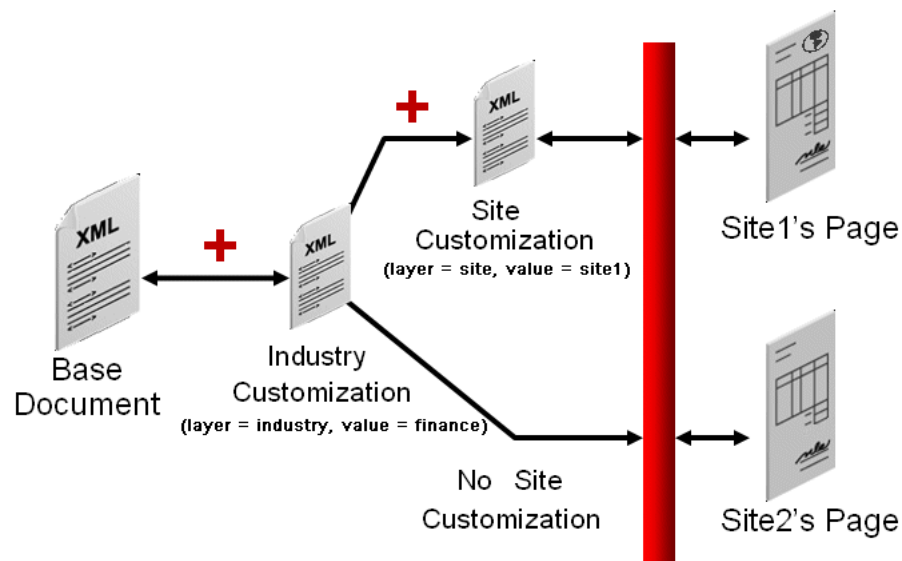 XML
Site
Customization
(layer = site, value = site1)
Site1's Page
XML
Base
Document
XML
Industry
Customization
(layer = industry, value = finance)
No Site
Customization
Site2's Page